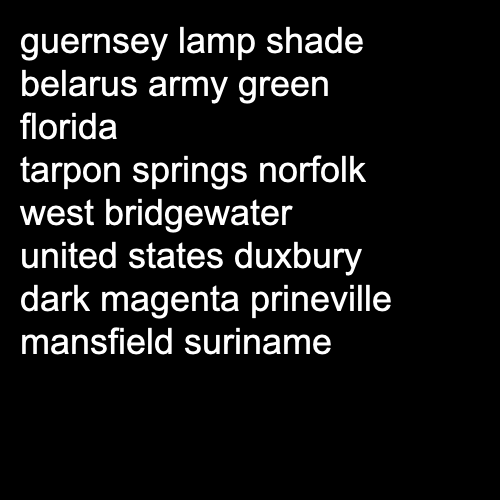 guernsey lamp shade
belarus army green
florida
tarpon springs norfolk
west bridgewater
united states duxbury
dark magenta prineville
mansfield suriname